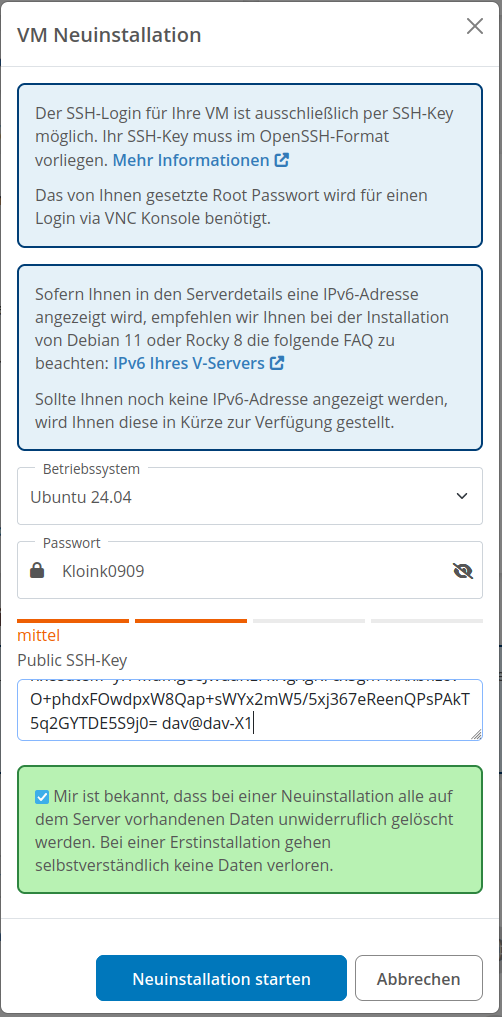 VM Neuinstallation
Der SSH-Login für Ihre VM ist ausschließlich per SSH-Key
möglich. Ihr SSH-Key muss im OpenSSH-Format
vorliegen. Mehr Informationen
Das von Ihnen gesetzte Root Passwort wird für einen
Login via VNC Konsole benötigt.
Sofern Ihnen in den Serverdetails eine IPv6-Adresse
angezeigt wird, empfehlen wir Ihnen bei der Installation
von Debian 11 oder Rocky 8 die folgende FAQ zu
beachten: IPv6 Ihres V-Servers
Sollte Ihnen noch keine IPv6-Adresse angezeigt werden,
wird Ihnen diese in Kürze zur Verfügung gestellt.
Betriebssystem
Ubuntu 24.04
Passwort
Kloink0909
mittel
Public SSH-Key
O+phdxFOwdpxW8Qap+sWYx2mW5/5xj367eReenQPsPAkT
5q2GYTDE5S9j0= dav@dav-X1
Mir ist bekannt, dass bei einer Neuinstallation alle auf
dem Server vorhandenen Daten unwiderruflich gelöscht
werden. Bei einer Erstinstallation gehen
selbstverständlich keine Daten verloren.
Neuinstallation starten
Abbrechen